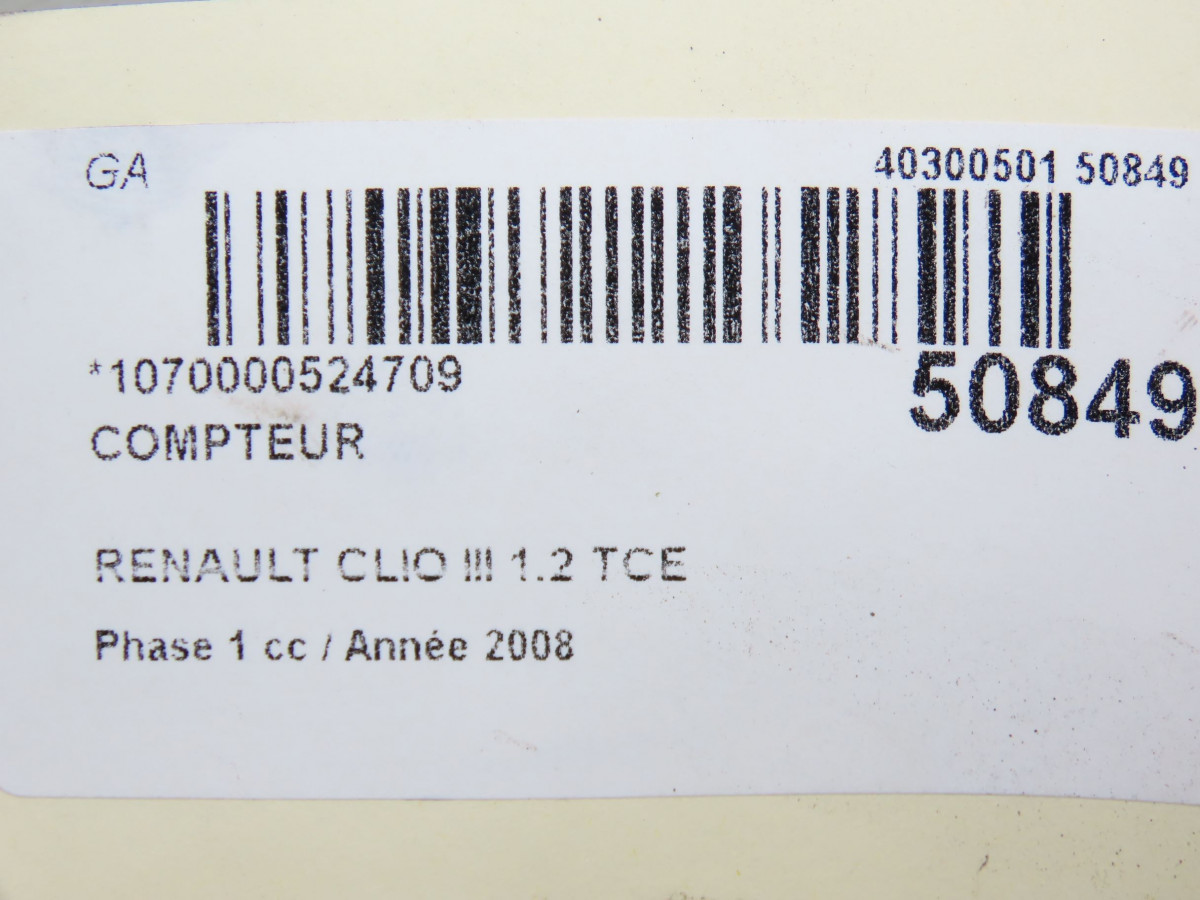 GA
40300501 50849
*1070000524709
50849
COMPTEUR
RENAULT CLIO III 1.2 TCE
Phase 1 cc / Année 2008